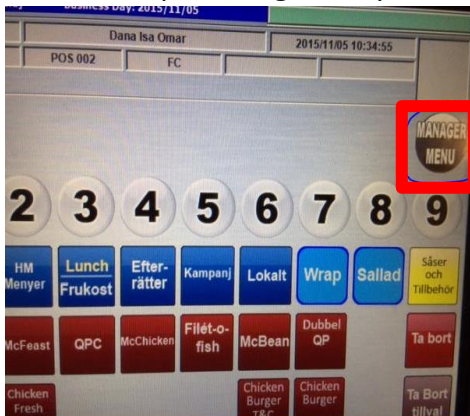 Business Day: 2015/11/05
Dana Isa Omar
2015/11/05 10:34:55
POS 002
FC
MANAGER
MENU
2 3 4 5 6 7 8 9
HM
Menyer
Lunch
Frukost
Efter-
rätter
Kampanj
Lokalt
Wrap
Sallad
Såser
och
Tillbehör
McFeast
QPC
McChicken
Filét-o-
fish
McBean
Dubbel
QP
Ta bort
Chicken
Fresh
Chicken
Burger
T&C
Chicken
Burger
Ta Bort
tillval